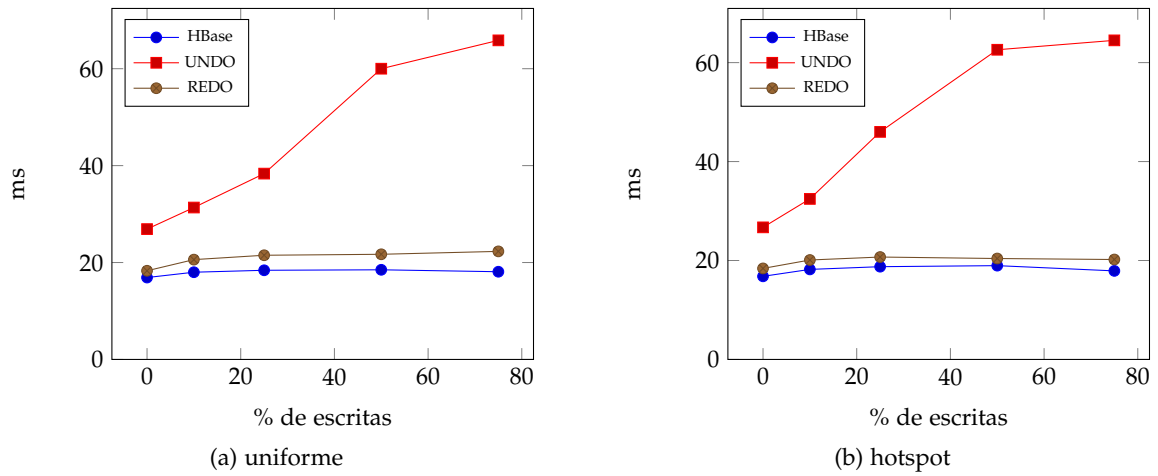 HBase
UNDO
REDO
60
40
20
0
ms
0 20 40 60 80
% de escritas
(a) uniforme
HBase
UNDO
REDO
60
40
20
0
ms
0 20 40 60 80
% de escritas
(b) hotspot